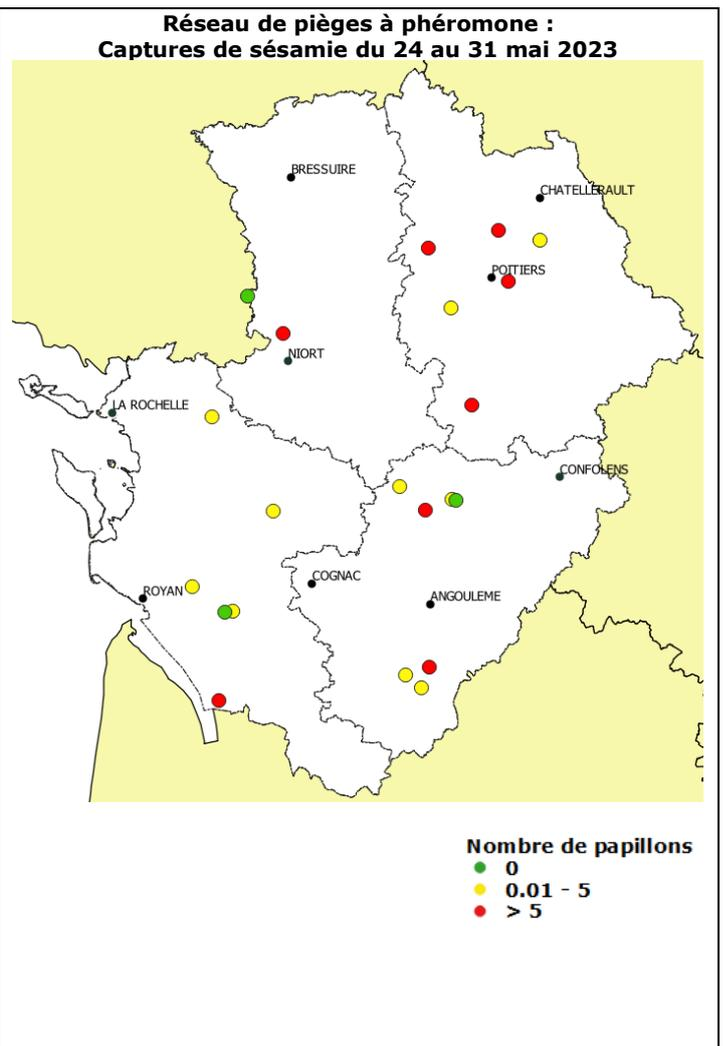 Réseau de pièges à phéromone :
Captures de sésamie du 24 au 31 mai 2023
BRESSUIRE
CHATELLERAULT
POITIERS
NIORT
LA ROCHELLE
CONFOLENS
COGNAC
ROYAN
ANGOULEME
Nombre de papillons
0
0.01 - 5
> 5